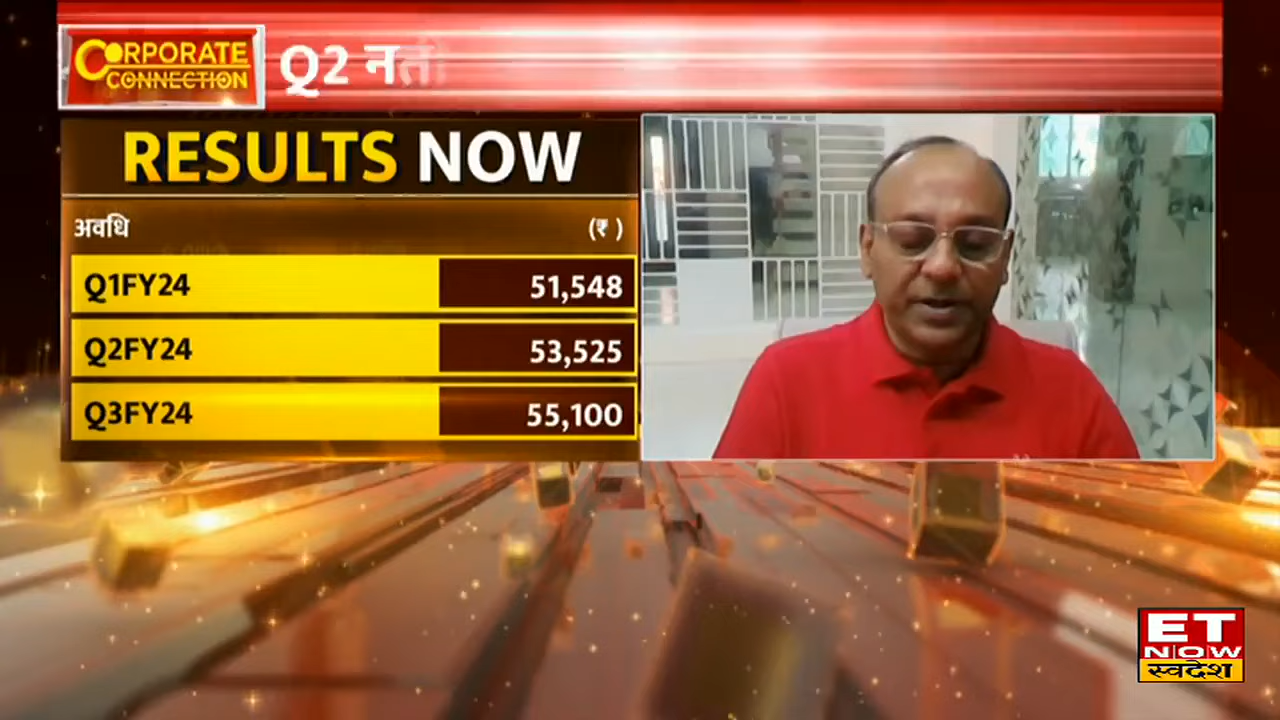 CORPORATE
CONNECTION
Q2
RESULTS NOW
अवधि (₹ )
Q1FY24 51,548
Q2FY24 53,525
Q3FY24 55,100
ET
NOW
स्वदेश